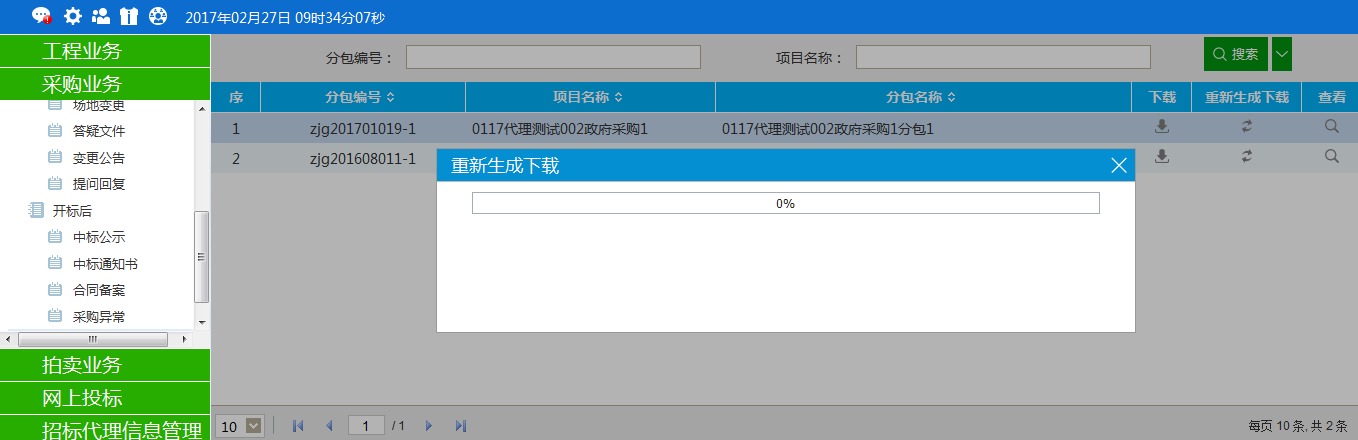 2017年02月27日 09时34分07秒
工程业务
采购业务
场地变更
答疑文件
变更公告
提问回复
开标后
中标公示
中标通知书
合同备案
采购异常
拍卖业务
网上投标
招标代理信息管理
分包编号： 项目名称： 搜索
序 分包编号 项目名称 分包名称 下载 重新生成下载 查看
1 zjg201701019-1 0117代理测试002政府采购1 0117代理测试002政府采购1分包1
2 zjg201608011-1
重新生成下载
0%
10 1 / 1 每页 10 条, 共 2 条